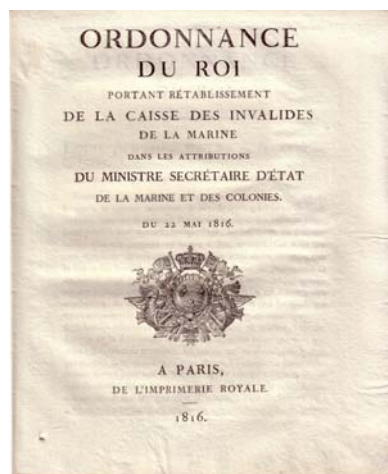 ORDONNANCE
DU ROI
PORTANT RÉTABLISSEMENT
DE LA CAISSE DES INVALIDES
DE LA MARINE
DANS LES ATTRIBUTIONS
DU MINISTRE SECRÉTAIRE D'ÉTAT
DE LA MARINE ET DES COLONIES.
DU 22 MAI 1816.
A PARIS,
DE L'IMPRIMERIE ROYALE.
1816.